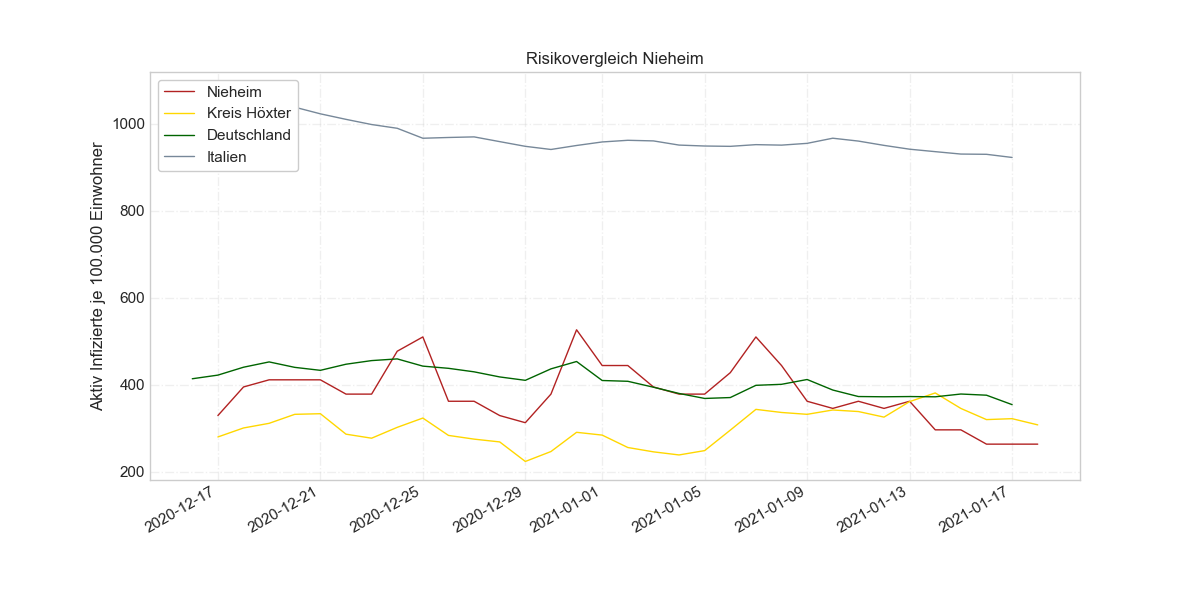 Risikovergleich Nieheim
Nieheim
Kreis Höxter
Deutschland
Italien
Aktiv Infizierte je 100.000 Einwohner
1000
800
600
400
200
2020-12-17
2020-12-21
2020-12-25
2020-12-29
2021-01-01
2021-01-05
2021-01-09
2021-01-13
2021-01-17